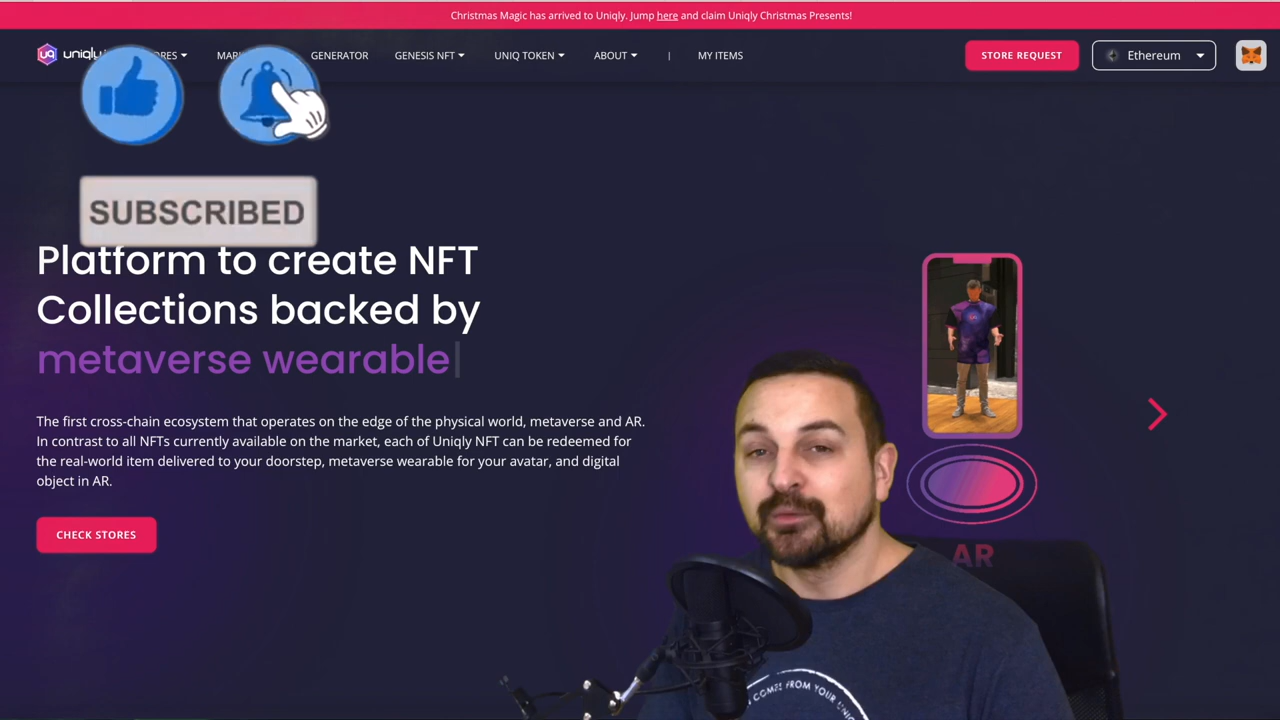 Christmas Magic has arrived to Uniqly. Jump here and claim Uniqly Christmas Presents!
uniqly
MY ITEMS
GENERATOR
GENESIS NFT
UNIQ TOKEN
ABOUT
|
STORE REQUEST
Ethereum
SUBSCRIBED
Platform to create NFT
Collections backed by
metaverse wearable
The first cross-chain ecosystem that operates on the edge of the physical world, metaverse and AR.
In contrast to all NFTs currently available on the market, each of Uniqly NFT can be redeemed for
the real-world item delivered to your doorstep, metaverse wearable for your avatar, and digital
object in AR.
CHECK STORES
AR
COMES FROM YOUR